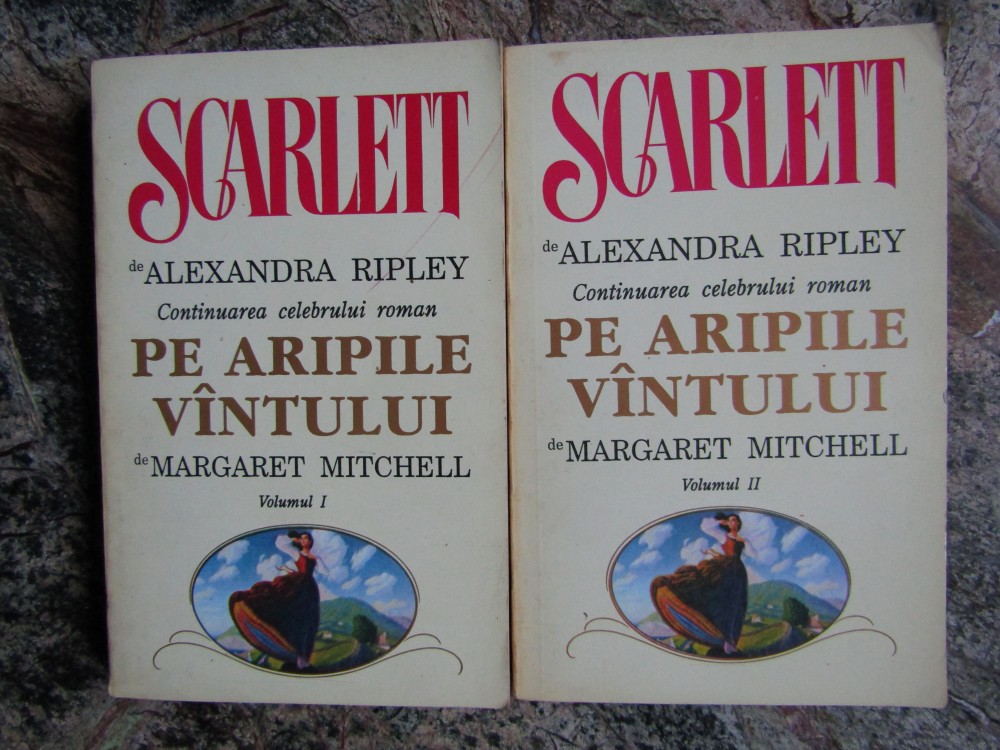 SCARLETT
de ALEXANDRA RIPLEY
Continuarea celebrului roman
PE ARIPILE
VÎNTULUI
de MARGARET MITCHELL
Volumul I
SCARLETT
de ALEXANDRA RIPLEY
Continuarea celebrului roman
PE ARIPILE
VÎNTULUI
de MARGARET MITCHELL
Volumul II